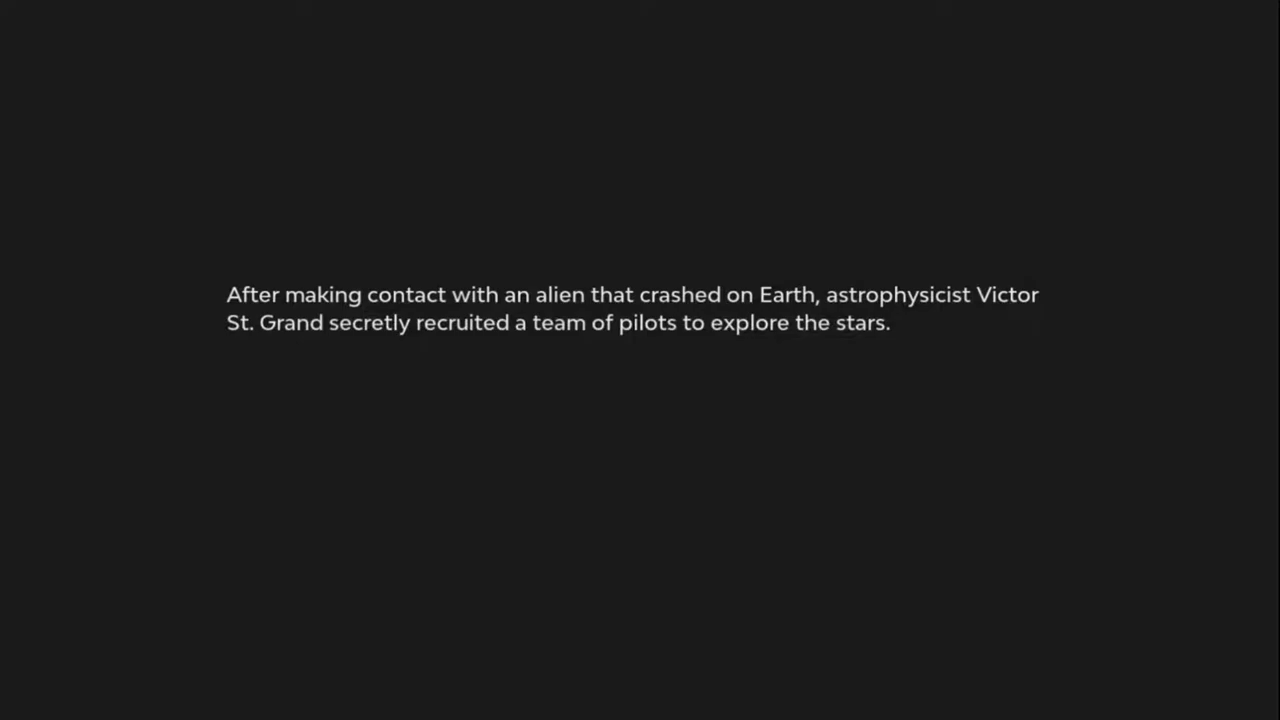 After making contact with an alien that crashed on Earth, astrophysicist Victor
St. Grand secretly recruited a team of pilots to explore the stars.